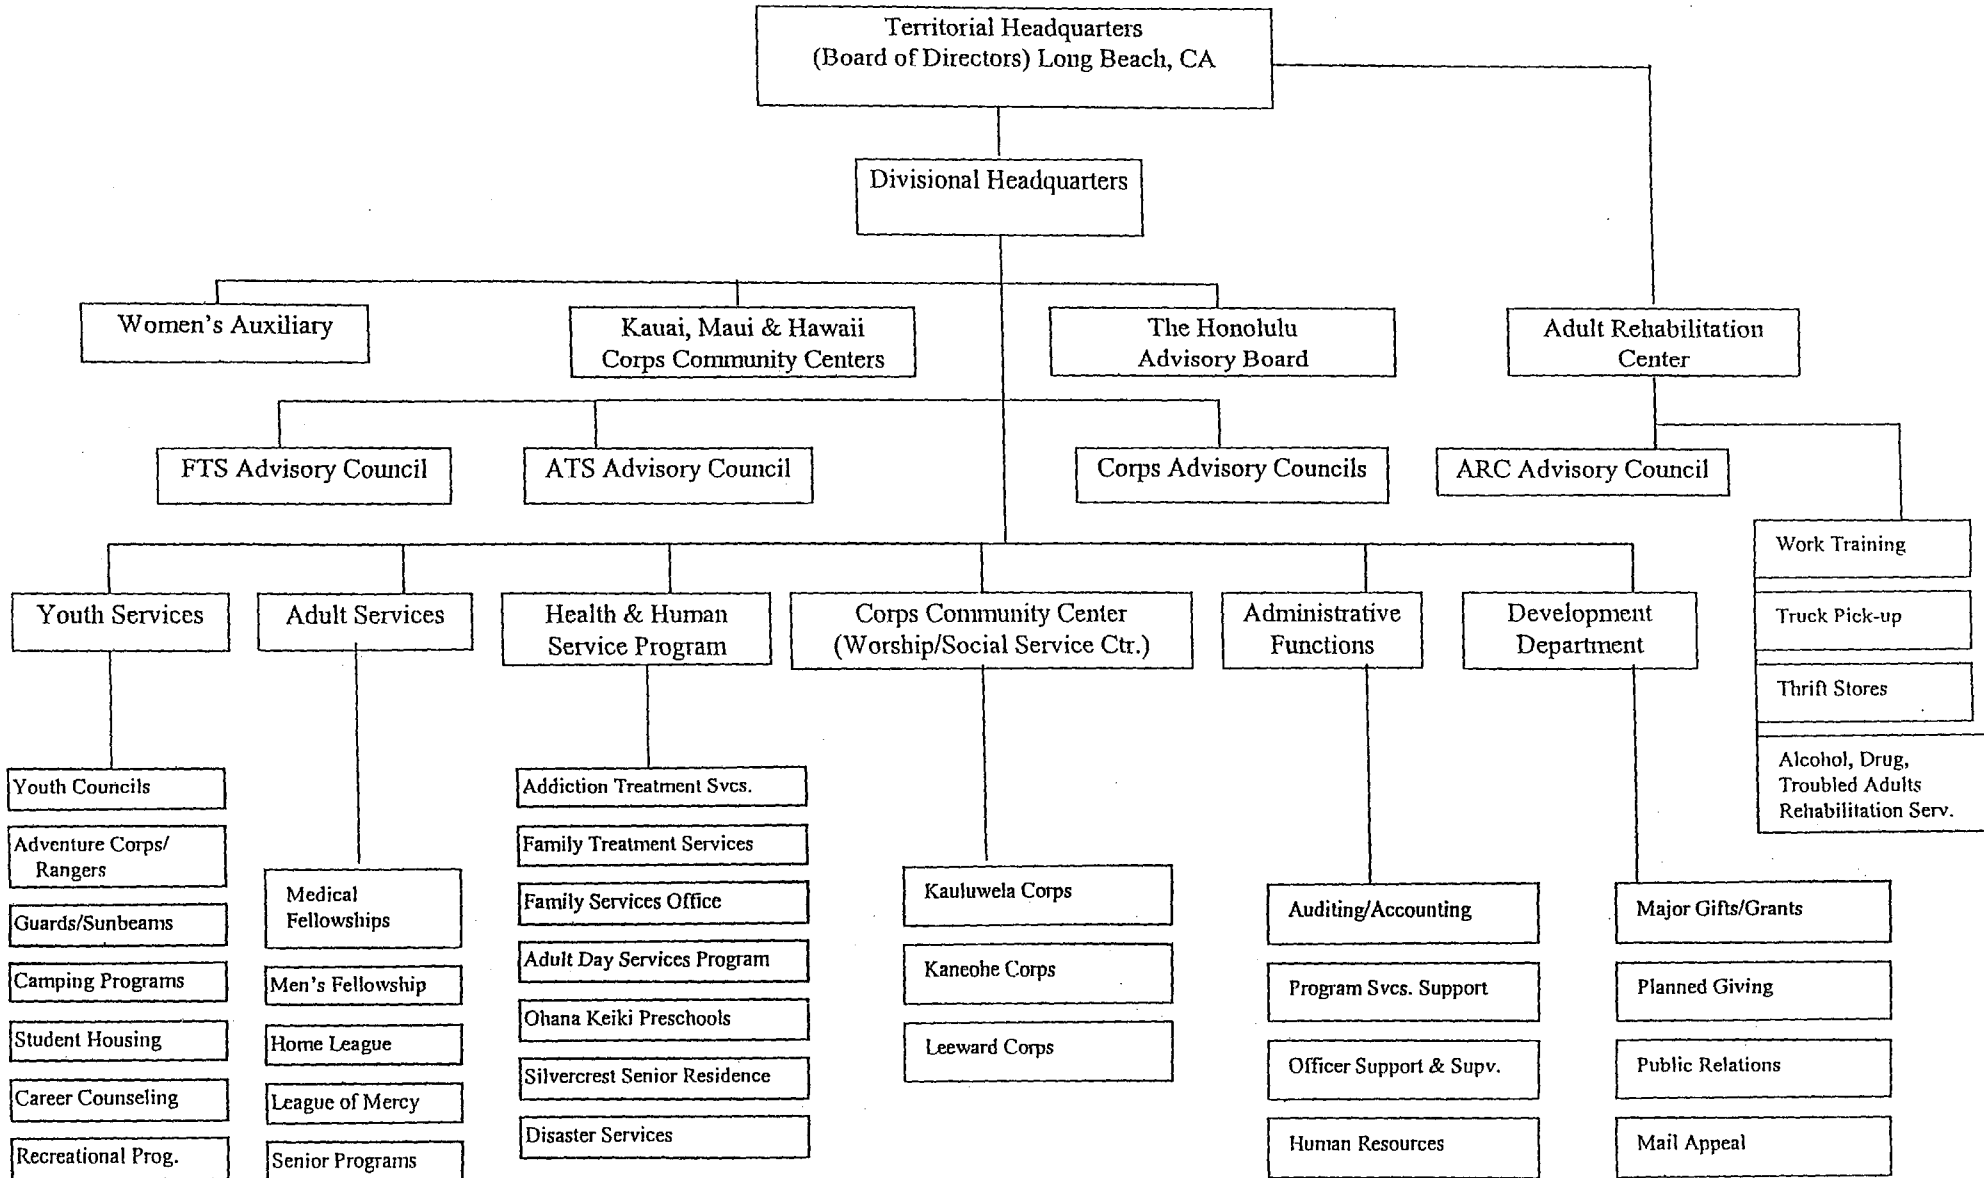 Territorial Headquarters
(Board of Directors) Long Beach, CA
Divisional Headquarters
Women's Auxiliary
Kauai, Maui & Hawaii
Corps Community Centers
The Honolulu
Advisory Board
Adult Rehabilitation
Center
FTS Advisory Council
ATS Advisory Council
Corps Advisory Councils
ARC Advisory Council
Work Training
Truck Pick-up
Thrift Stores
Alcohol, Drug,
Troubled Adults
Rehabilitation Serv.
Youth Services
Adult Services
Health & Human
Service Program
Corps Community Center
(Worship/Social Service Ctr.)
Administrative
Functions
Development
Department
Youth Councils
Adventure Corps/
Rangers
Guards/Sunbeams
Camping Programs
Student Housing
Career Counseling
Recreational Prog.
Medical
Fellowships
Men's Fellowship
Home League
League of Mercy
Senior Programs
Addiction Treatment Svcs.
Family Treatment Services
Family Services Office
Adult Day Services Program
Ohana Keiki Preschools
Silvercrest Senior Residence
Disaster Services
Kauluwela Corps
Kaneohe Corps
Leeward Corps
Auditing/Accounting
Program Svcs. Support
Officer Support & Supv.
Human Resources
Major Gifts/Grants
Planned Giving
Public Relations
Mail Appeal